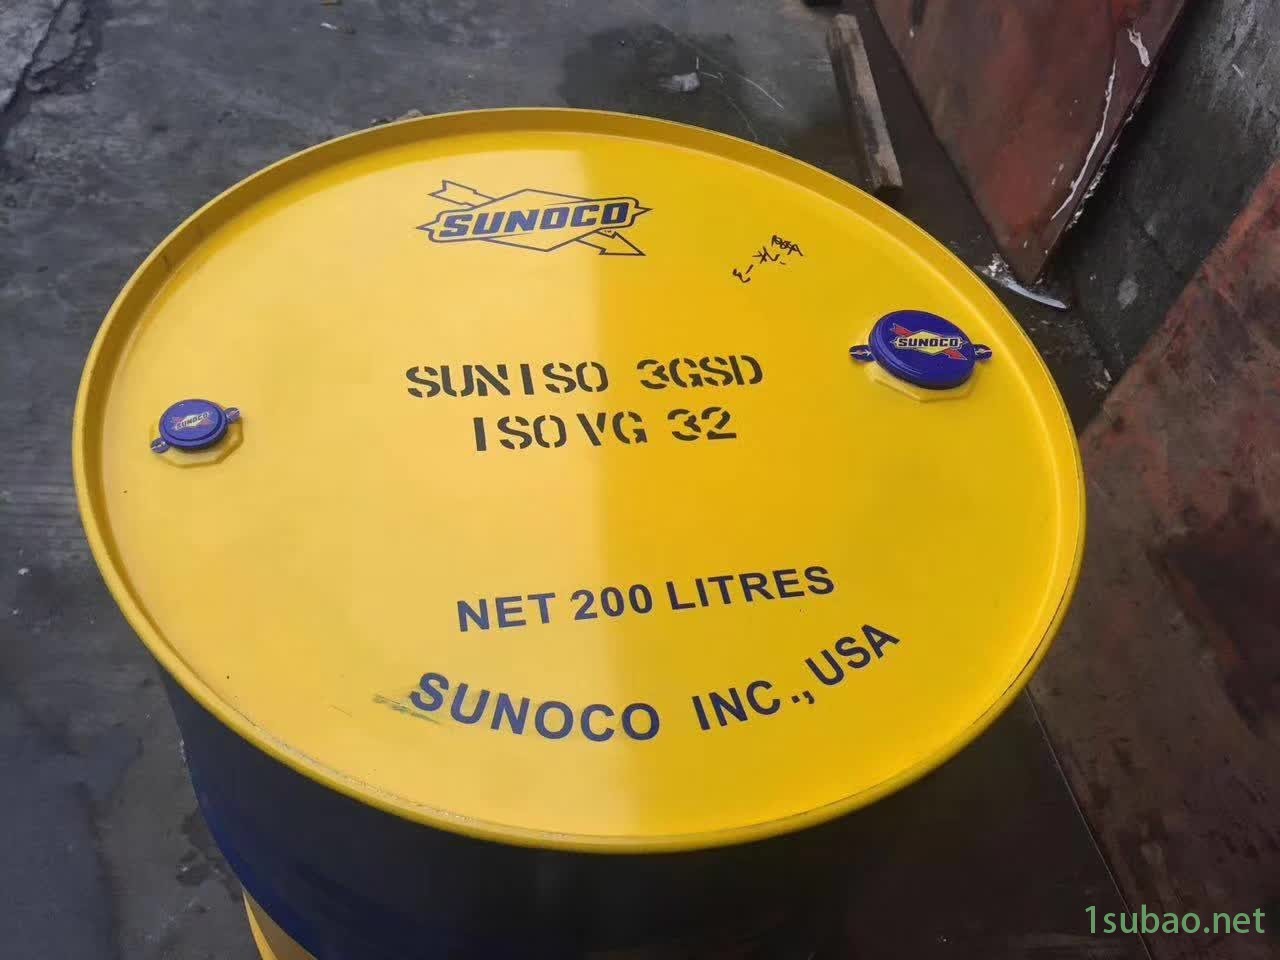 SUNOCO
SUNOCO
SUNOCO
SUNISO 3GSD
ISO VG 32
NET 200 LITRES
SUNOCO INC., USA
1subao.net